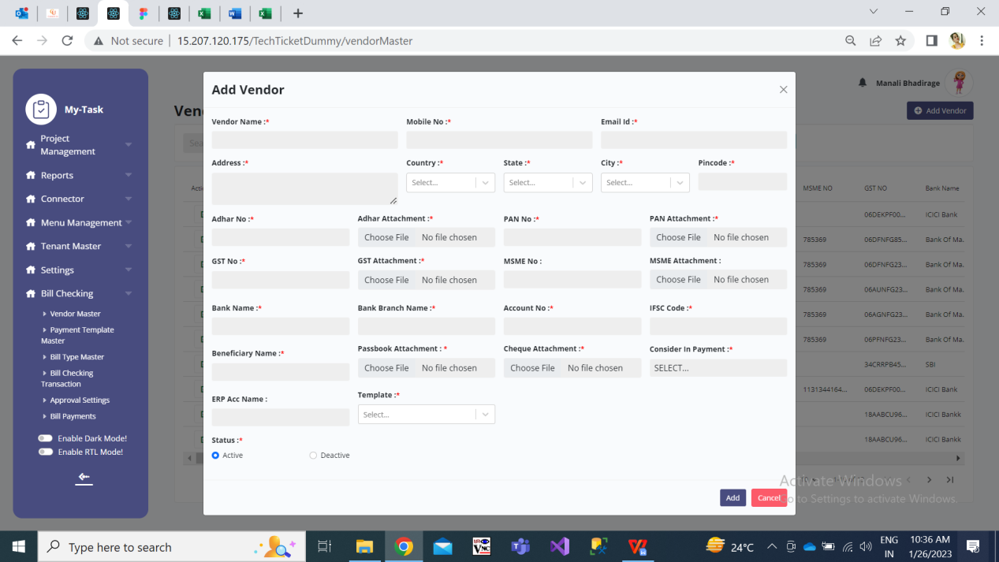 Not secure
15.207.120.175/TechTicketDummy/vendorMaster
My-Task
Project
Management
Reports
Connector
Menu Management
Tenant Master
Settings
Bill Checking
Vendor Master
Payment Template
Master
Bill Type Master
Bill Checking
Transaction
Approval Settings
Bill Payments
Enable Dark Mode!
Enable RTL Mode!
Manali Bhadirage
Add Vendor
Add Vendor
Vendor Name :*
Mobile No :*
Email Id :*
Address :*
Country :*
State :*
City :*
Pincode :*
Select...
Select...
Select...
Adhar No :*
Adhar Attachment :*
PAN No :*
PAN Attachment :*
Choose File No file chosen
Choose File No file chosen
GST No :*
GST Attachment :*
MSME No :
MSME Attachment :
Choose File No file chosen
Choose File No file chosen
Bank Name :*
Bank Branch Name :*
Account No :*
IFSC Code :*
Beneficiary Name :*
Passbook Attachment : *
Cheque Attachment :*
Consider In Payment :*
Choose File No file chosen
Choose File No file chosen
SELECT...
ERP Acc Name :
Template :*
Select...
Status :*
Active
Deactive
Add
Cancel
MSME NO GST NO Bank Name
06DEKPF00... ICICI Bank
785369 06DFNFG85... Bank Of Ma.
785369 06DFNFG23... Bank Of Ma.
785369 06AUNFG23... Bank Of Ma.
785369 06AGNFG23... Bank Of Ma.
785369 06PFNFG23... Bank Of Ma.
34CRRPB45... SBI
1131344164... 06DEKPF00... ICICI Bank
18AABCU96... ICICI Bankk
18AABCU96... ICICI Bankk
Activate Windows
Go to Settings to activate Windows.
Type here to search
24°C
ENG
IN
10:36 AM
1/26/2023